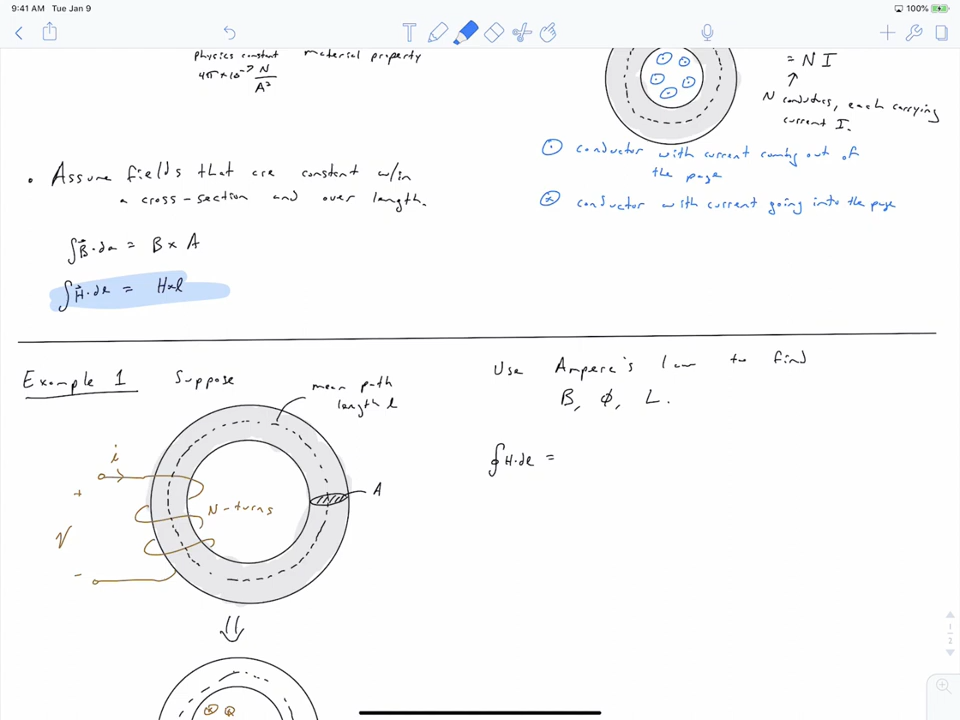 9:41 AM Tue Jan 9
100%
physics constant
4π×10⁻⁷ N/A²
material property
= N I
N conductors, each carrying
current I.
conductor with current coming out of
the page
conductor with current going into the page
• Assume fields that are constant w/in
a cross-section and over length.
∫B⃗·da = B × A
∫H⃗·dl = H×l
Example 1 Suppose
mean path
length l
i
+
V
-
N-turns
A
⇓
Use Ampere's law to find
B, ϕ, L.
∮H·dl =
1
2